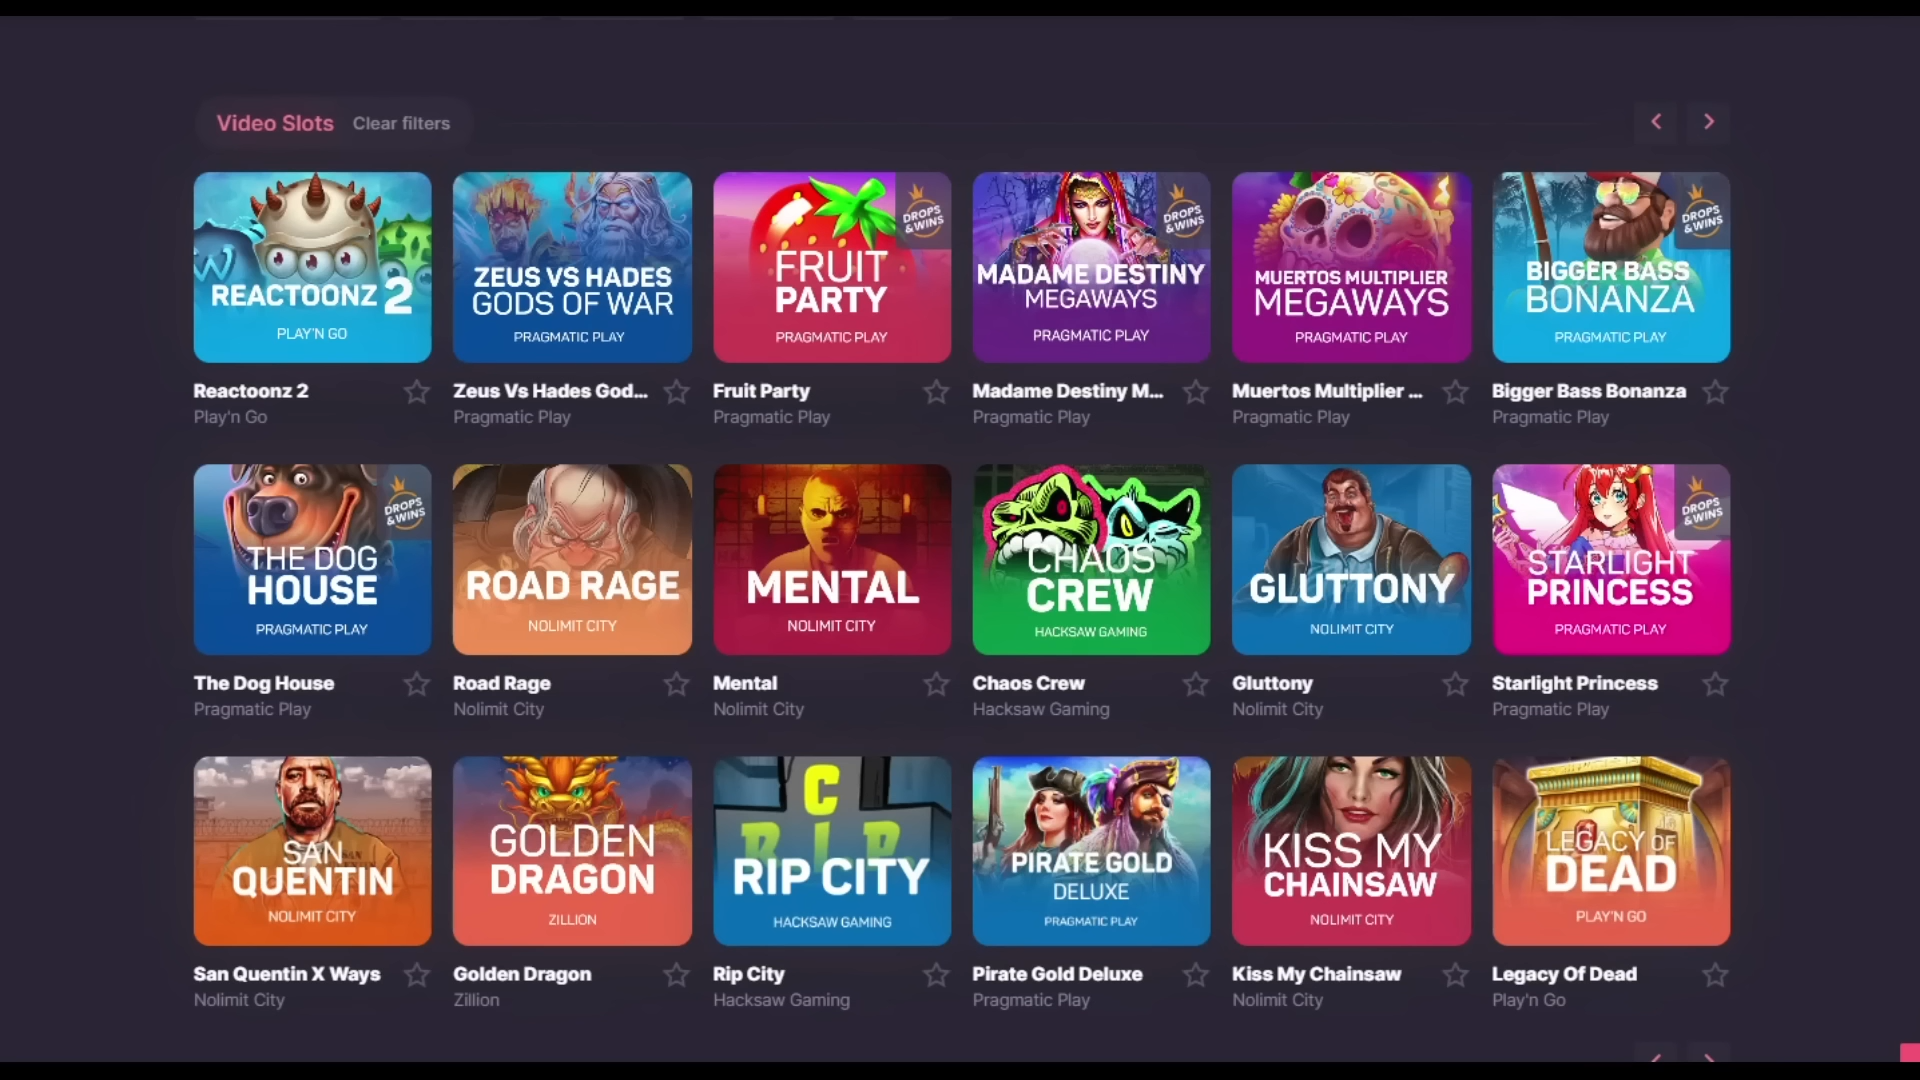 Video Slots Clear filters
REACTOONZ 2
PLAY'N GO
ZEUS VS HADES
GODS OF WAR
PRAGMATIC PLAY
DROPS
&WINS
FRUIT
PARTY
PRAGMATIC PLAY
DROPS
&WINS
MADAME DESTINY
MEGAWAYS
PRAGMATIC PLAY
MUERTOS MULTIPLIER
MEGAWAYS
PRAGMATIC PLAY
DROPS
&WINS
BIGGER BASS
BONANZA
PRAGMATIC PLAY
Reactoonz 2
Play'n Go
Zeus Vs Hades God...
Pragmatic Play
Fruit Party
Pragmatic Play
Madame Destiny M...
Pragmatic Play
Muertos Multiplier ...
Pragmatic Play
Bigger Bass Bonanza
Pragmatic Play
DROPS
&WINS
THE DOG
HOUSE
PRAGMATIC PLAY
ROAD RAGE
NOLIMIT CITY
MENTAL
NOLIMIT CITY
CHAOS
CREW
HACKSAW GAMING
GLUTTONY
NOLIMIT CITY
DROPS
&WINS
STARLIGHT
PRINCESS
PRAGMATIC PLAY
The Dog House
Pragmatic Play
Road Rage
Nolimit City
Mental
Nolimit City
Chaos Crew
Hacksaw Gaming
Gluttony
Nolimit City
Starlight Princess
Pragmatic Play
SAN
QUENTIN
NOLIMIT CITY
GOLDEN
DRAGON
ZILLION
C
R.I.P
RIP CITY
HACKSAW GAMING
PIRATE GOLD
DELUXE
PRAGMATIC PLAY
KISS MY
CHAINSAW
NOLIMIT CITY
LEGACY OF
DEAD
PLAY'N GO
San Quentin X Ways
Nolimit City
Golden Dragon
Zillion
Rip City
Hacksaw Gaming
Pirate Gold Deluxe
Pragmatic Play
Kiss My Chainsaw
Nolimit City
Legacy Of Dead
Play'n Go